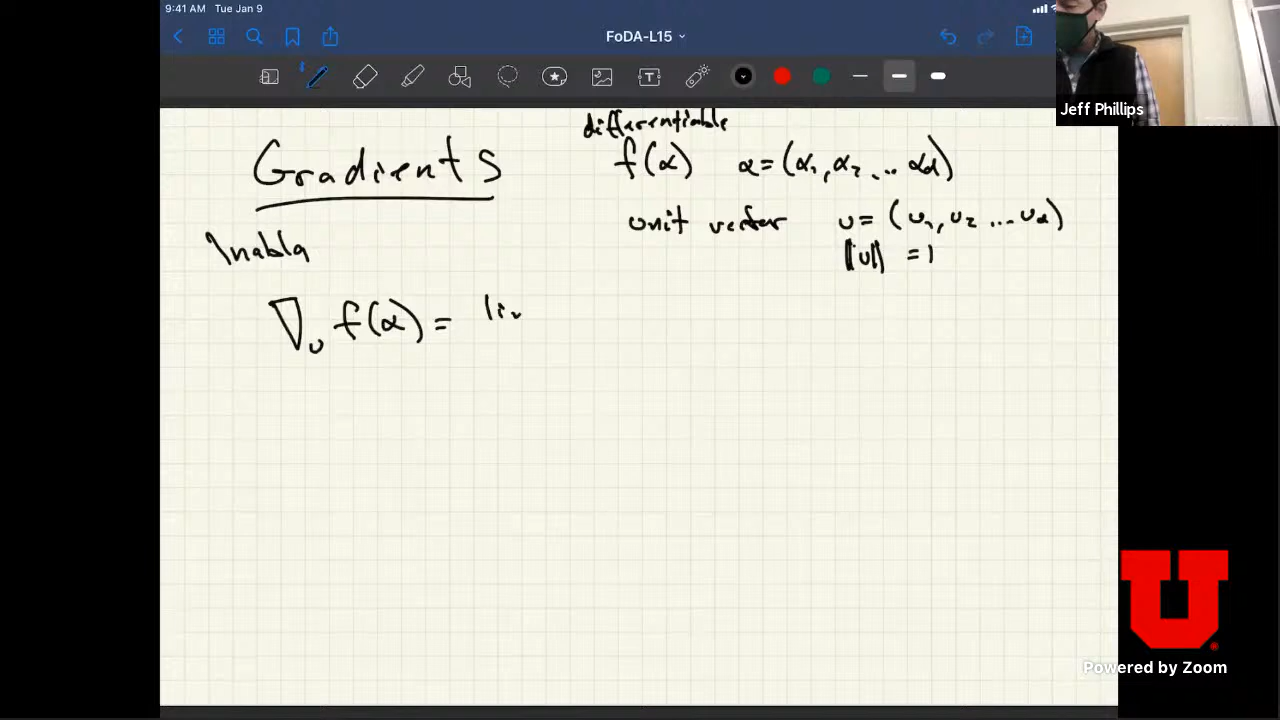 9:41 AM Tue Jan 9
FoDA-L15
Jeff Phillips
differentiable
Gradients
f(α) α=(α₁,α₂ ... αd)
unit vector u=(u₁,u₂ ... ud)
||u|| =1
\nabla
∇ᵤ f(α) = lim
U
Powered by Zoom